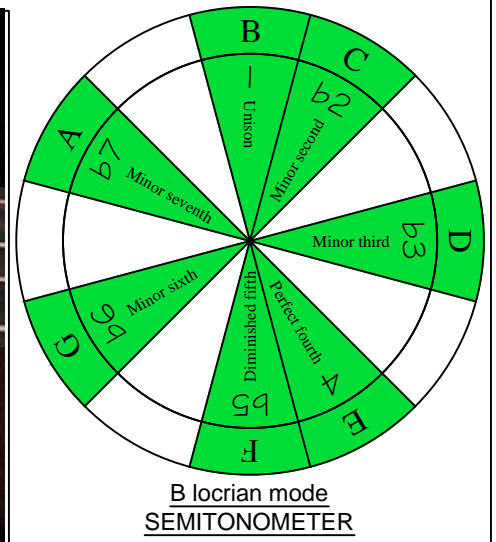 B
1
Unison
C
b2
Minor second
D
b3
Minor third
E
4
Perfect fourth
F
b5
Diminished fifth
G
b6
Minor sixth
A
b7
Minor seventh
B locrian mode
SEMITONOMETER